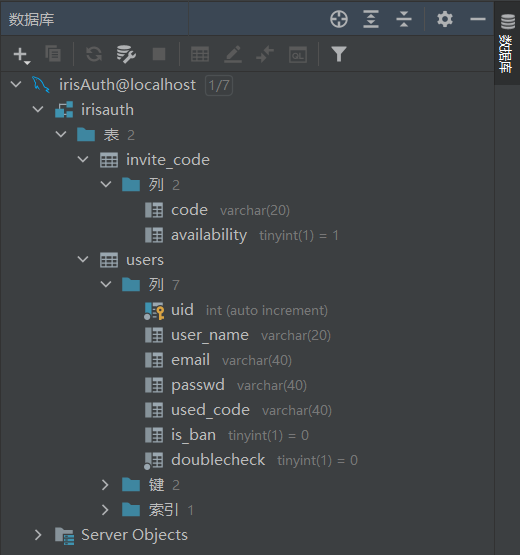 数据库
数据库
QL
irisAuth@localhost 1/7
irisauth
表 2
invite_code
列 2
code varchar(20)
availability tinyint(1) = 1
users
列 7
uid int (auto increment)
user_name varchar(20)
email varchar(40)
passwd varchar(40)
used_code varchar(40)
is_ban tinyint(1) = 0
doublecheck tinyint(1) = 0
键 2
索引 1
Server Objects